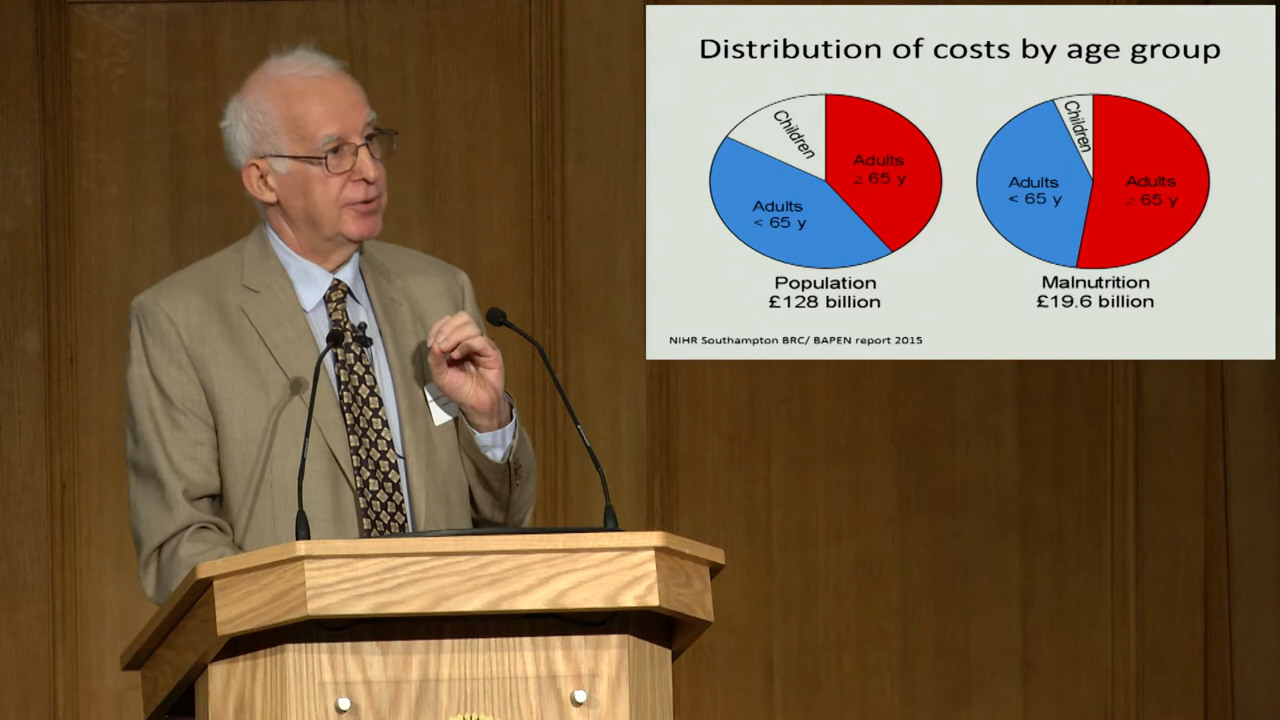 Distribution of costs by age group
Children
Adults
≥ 65 y
Adults
< 65 y
Population
£128 billion
Children
Adults
< 65 y
Adults
≥ 65 y
Malnutrition
£19.6 billion
NIHR Southampton BRC/ BAPEN report 2015